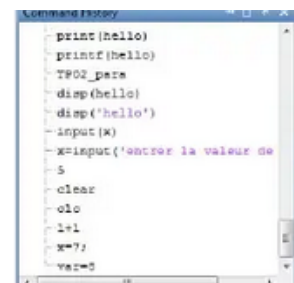 Command History
print(hello)
printf(hello)
TP02_para
disp(hello)
disp('hello')
input(x)
x=input('entrer la valeur de
5
clear
clc
1+1
x=7;
var=8